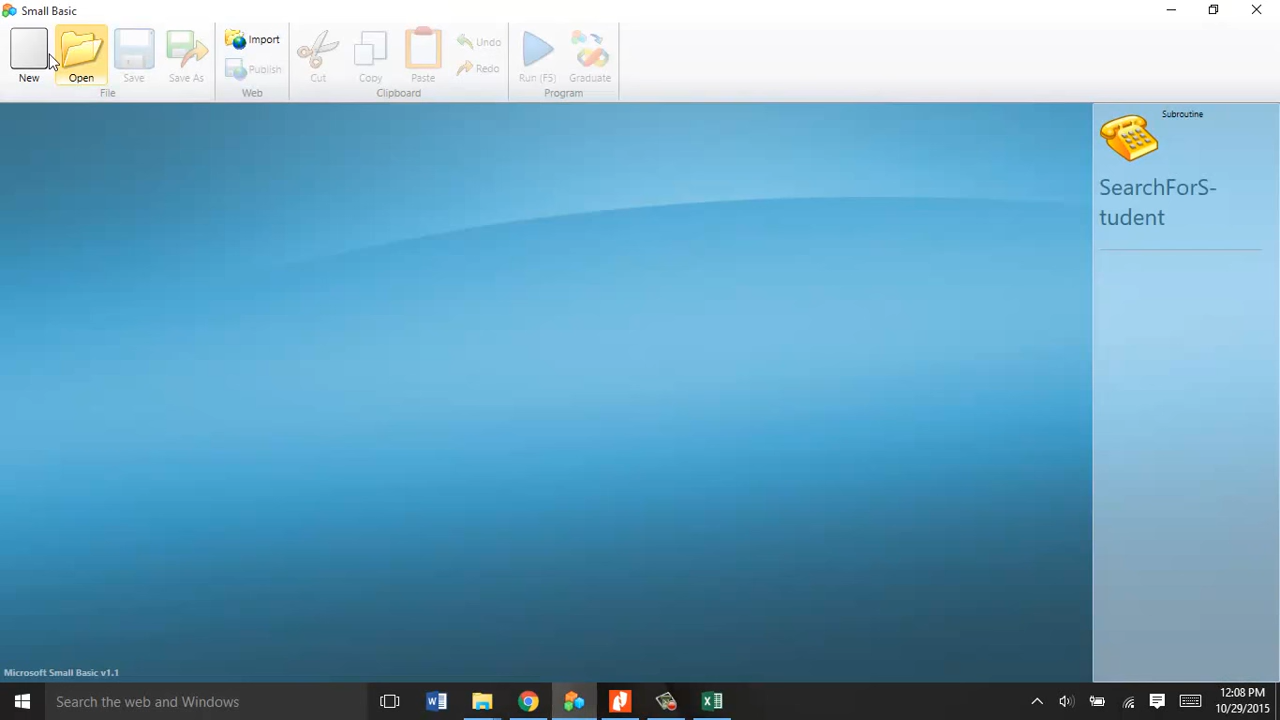 Small Basic
New
Open
Save
Save As
File
Import
Publish
Web
Cut
Copy
Paste
Undo
Redo
Clipboard
Run (F5)
Graduate
Program
Subroutine
SearchForS-
tudent
Microsoft Small Basic v1.1
Search the web and Windows
12:08 PM
10/29/2015